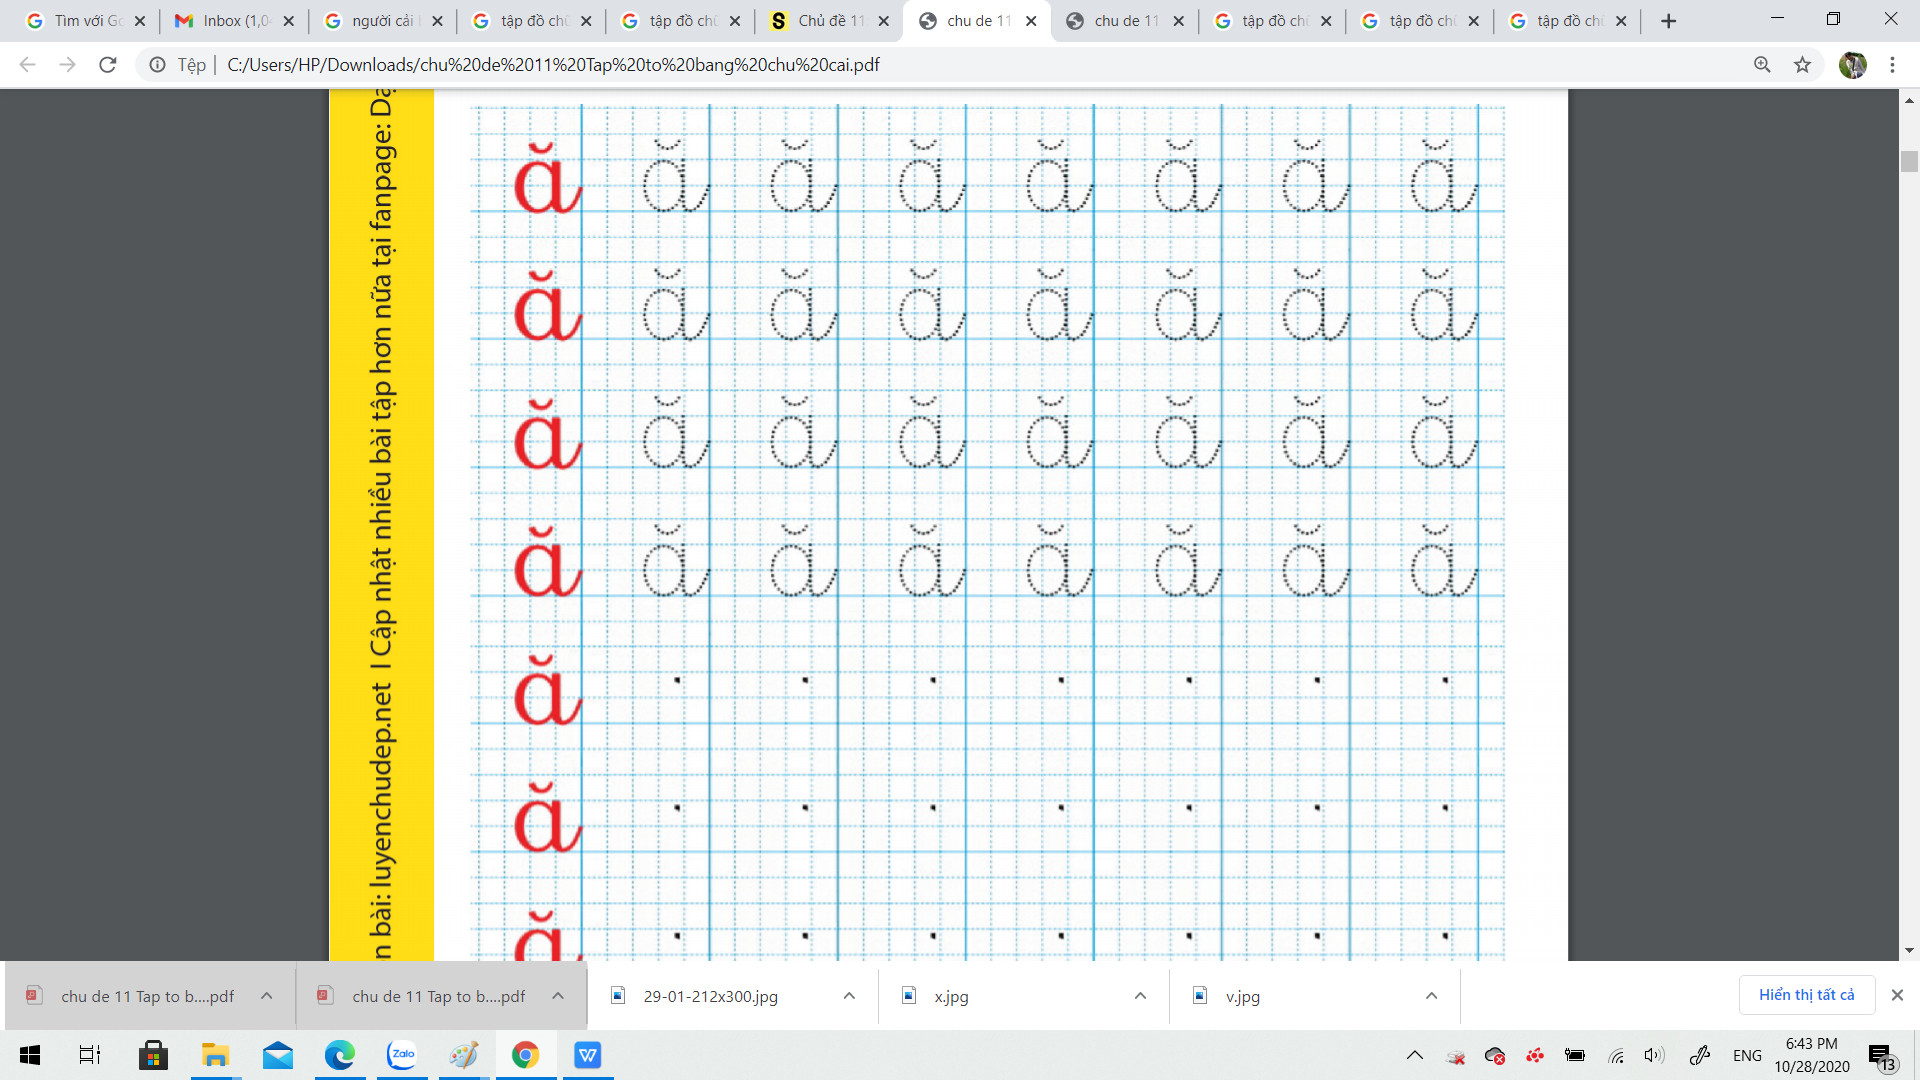 Tìm với Go
Inbox (1,04
người cải
tập đồ chữ
tập đồ chữ
Chủ đề 11
chu de 11
chu de 11
tập đồ chữ
tập đồ chữ
tập đồ chữ
Tệp | C:/Users/HP/Downloads/chu%20de%2011%20Tap%20to%20bang%20chu%20cai.pdf
bài: luyenchudep.net I Cập nhật nhiều bài tập hơn nữa tại fanpage:
ă ă ă ă ă ă ă ă
ă ă ă ă ă ă ă ă
ă ă ă ă ă ă ă ă
ă ă ă ă ă ă ă ă
ă
ă
ă
chu de 11 Tap to b....pdf
chu de 11 Tap to b....pdf
29-01-212x300.jpg
x.jpg
v.jpg
Hiển thị tất cả
Zalo
ENG
6:43 PM
10/28/2020
13